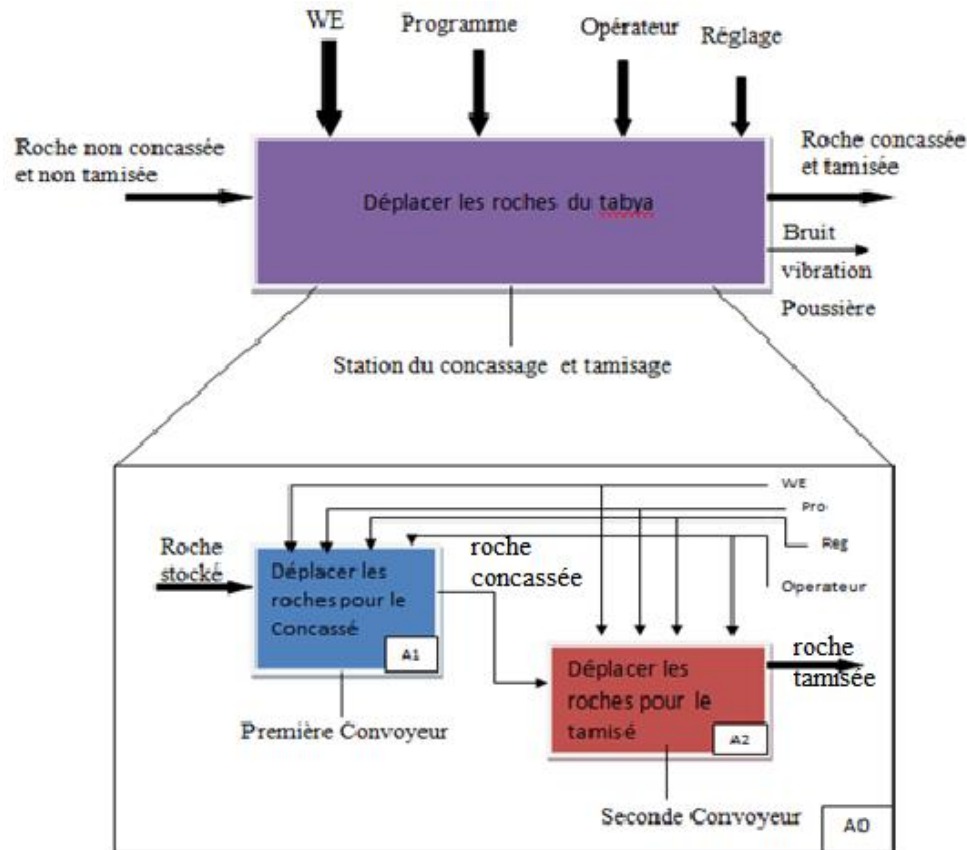 WE
Programme
Opérateur
Réglage
Roche non concassée
et non tamisée
Déplacer les roches du tabya
Roche concassée
et tamisée
Bruit
vibration
Poussière
Station du concassage et tamisage
WE
Pro
Reg
Operateur
Roche
stocké
Déplacer les
roches pour le
Concassé
A1
roche
concassée
Première Convoyeur
Déplacer les
roches pour le
tamisé
A2
roche
tamisée
Seconde Convoyeur
A0